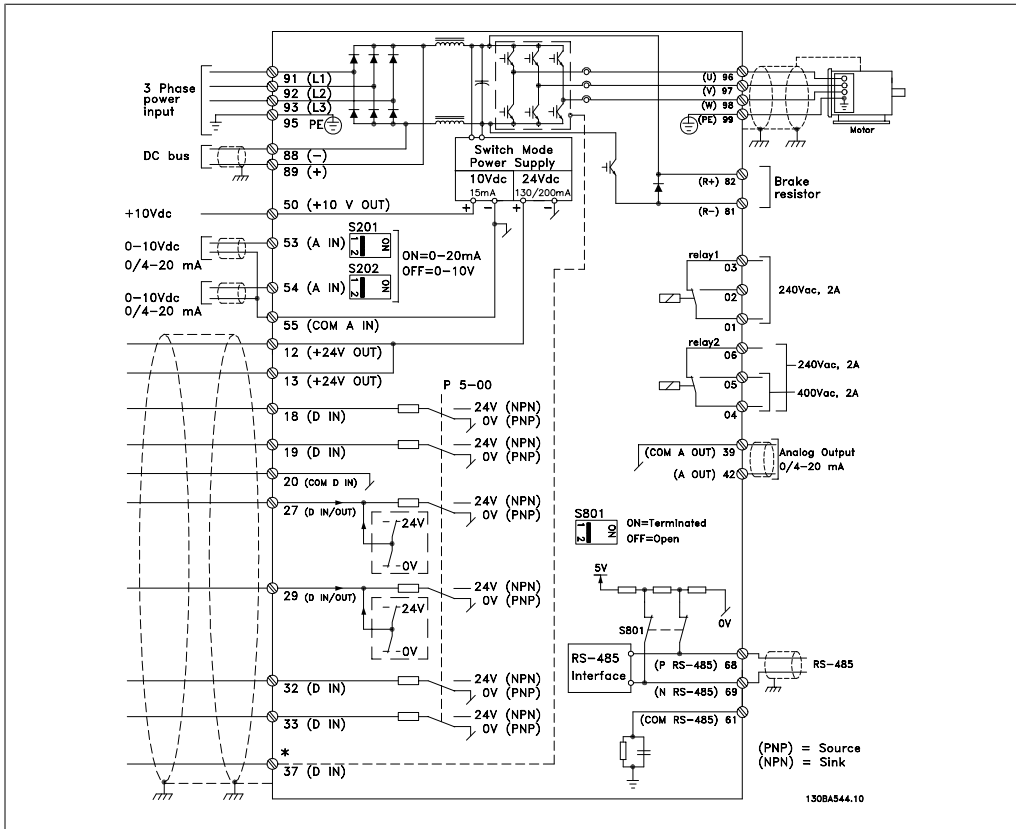 3 Phase
power
input
91 (L1)
92 (L2)
93 (L3)
95 PE
DC bus
88 (-)
89 (+)
+10Vdc
50 (+10 V OUT)
0-10Vdc
0/4-20 mA
53 (A IN)
S201
ON
1 2
ON=0-20mA
OFF=0-10V
0-10Vdc
0/4-20 mA
54 (A IN)
S202
ON
1 2
55 (COM A IN)
12 (+24V OUT)
13 (+24V OUT)
P 5-00
18 (D IN)
24V (NPN)
0V (PNP)
19 (D IN)
24V (NPN)
0V (PNP)
20 (COM D IN)
27 (D IN/OUT)
24V (NPN)
0V (PNP)
24V
0V
29 (D IN/OUT)
24V (NPN)
0V (PNP)
24V
0V
32 (D IN)
24V (NPN)
0V (PNP)
33 (D IN)
24V (NPN)
0V (PNP)
*
37 (D IN)
Switch Mode
Power Supply
10Vdc
15mA
24Vdc
130/200mA
+ - + -
(U) 96
(V) 97
(W) 98
(PE) 99
Motor
(R+) 82
(R-) 81
Brake
resistor
relay1
03
02
01
240Vac, 2A
relay2
06
05
04
240Vac, 2A
400Vac, 2A
(COM A OUT) 39
(A OUT) 42
Analog Output
0/4-20 mA
S801
ON
1 2
ON=Terminated
OFF=Open
5V
0V
S801
RS-485
Interface
(P RS-485) 68
(N RS-485) 69
RS-485
(COM RS-485) 61
(PNP) = Source
(NPN) = Sink
130BA544.10